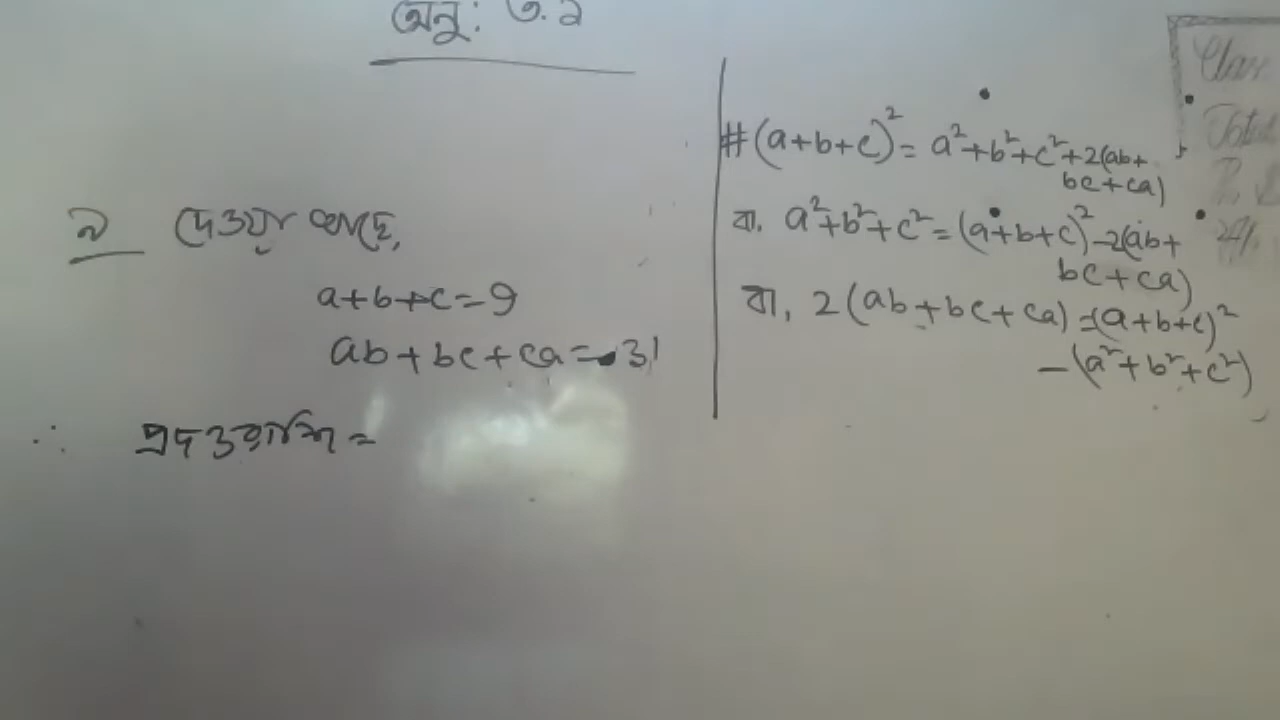 অনু: ৩.১
৯ দেওয়া আছে,
a+b+c=9
ab+bc+ca=31
∴ প্রদত্ত রাশি =
#(a+b+c)²= a²+b²+c²+2(ab+
bc+ca)
বা, a²+b²+c²=(a+b+c)²-2(ab+
bc+ca)
বা, 2(ab+bc+ca)=(a+b+c)²
-(a²+b²+c²)